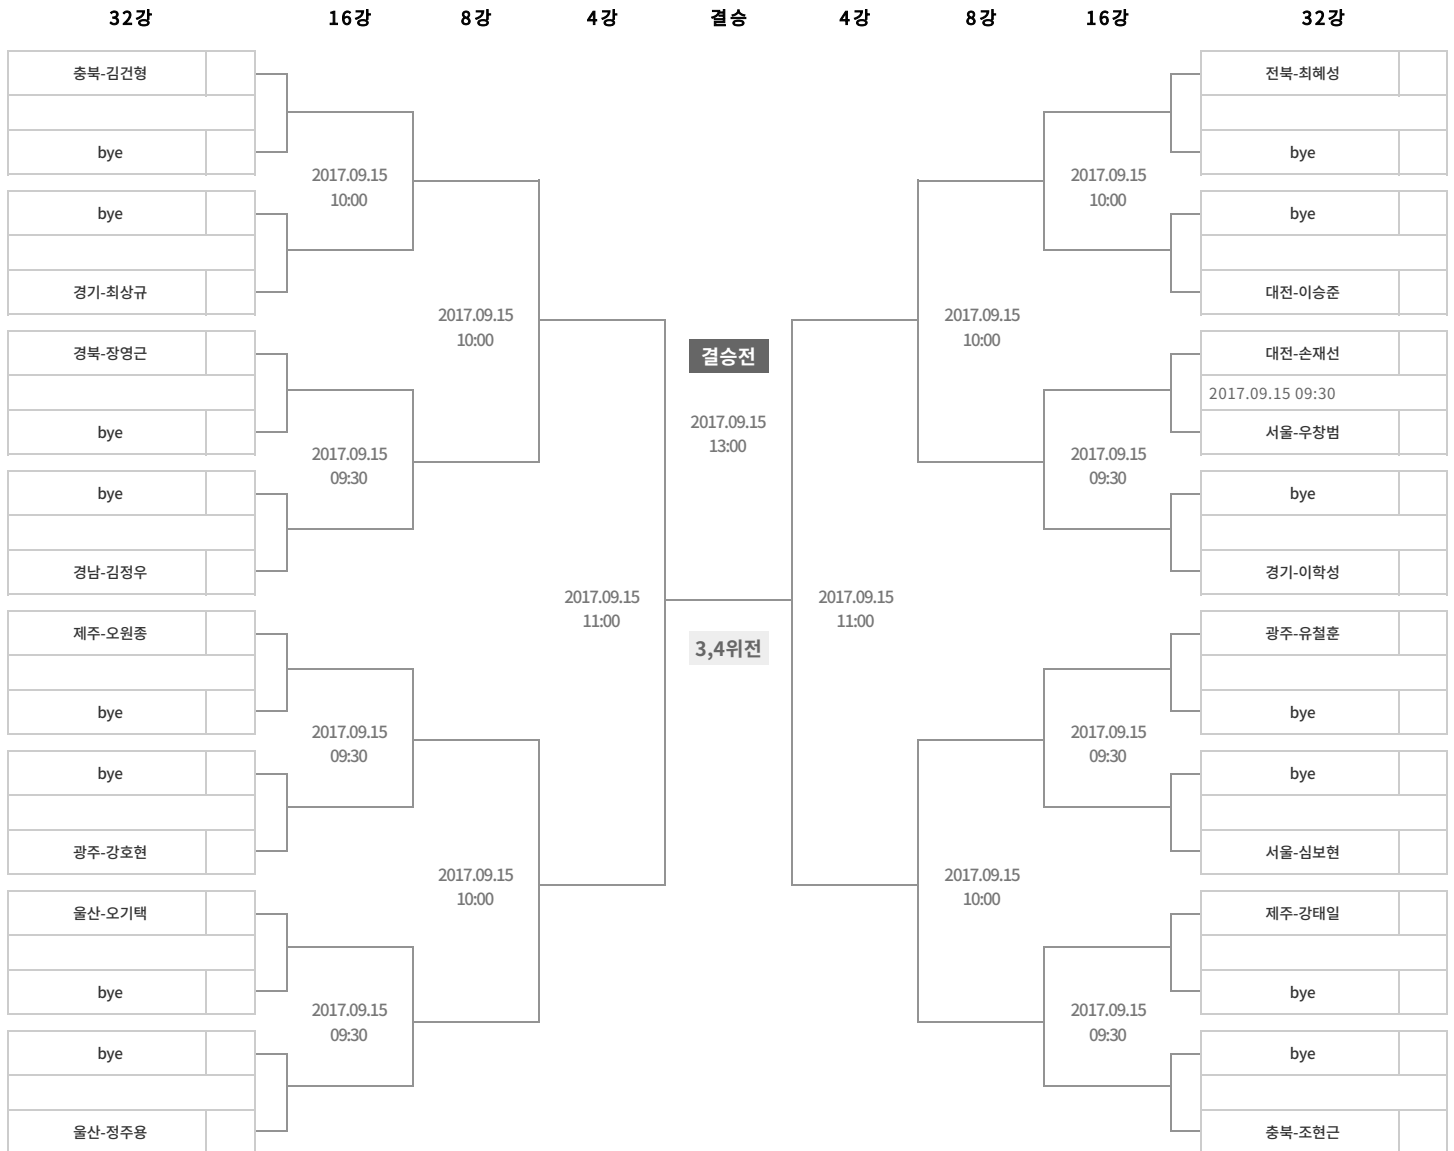 32강 16강 8강 4강 결승 4강 8강 16강 32강
충북-김건형
bye
bye
경기-최상규
경북-장영근
bye
bye
경남-김정우
제주-오원종
bye
bye
광주-강호현
울산-오기택
bye
bye
울산-정주용
2017.09.15
10:00
2017.09.15
09:30
2017.09.15
09:30
2017.09.15
09:30
2017.09.15
10:00
2017.09.15
10:00
2017.09.15
11:00
결승전
2017.09.15
13:00
3,4위전
2017.09.15
11:00
2017.09.15
10:00
2017.09.15
10:00
2017.09.15
10:00
2017.09.15
09:30
2017.09.15
09:30
2017.09.15
09:30
전북-최혜성
bye
bye
대전-이승준
대전-손재선
2017.09.15 09:30
서울-우창범
bye
경기-이학성
광주-유철훈
bye
bye
서울-심보현
제주-강태일
bye
bye
충북-조현근